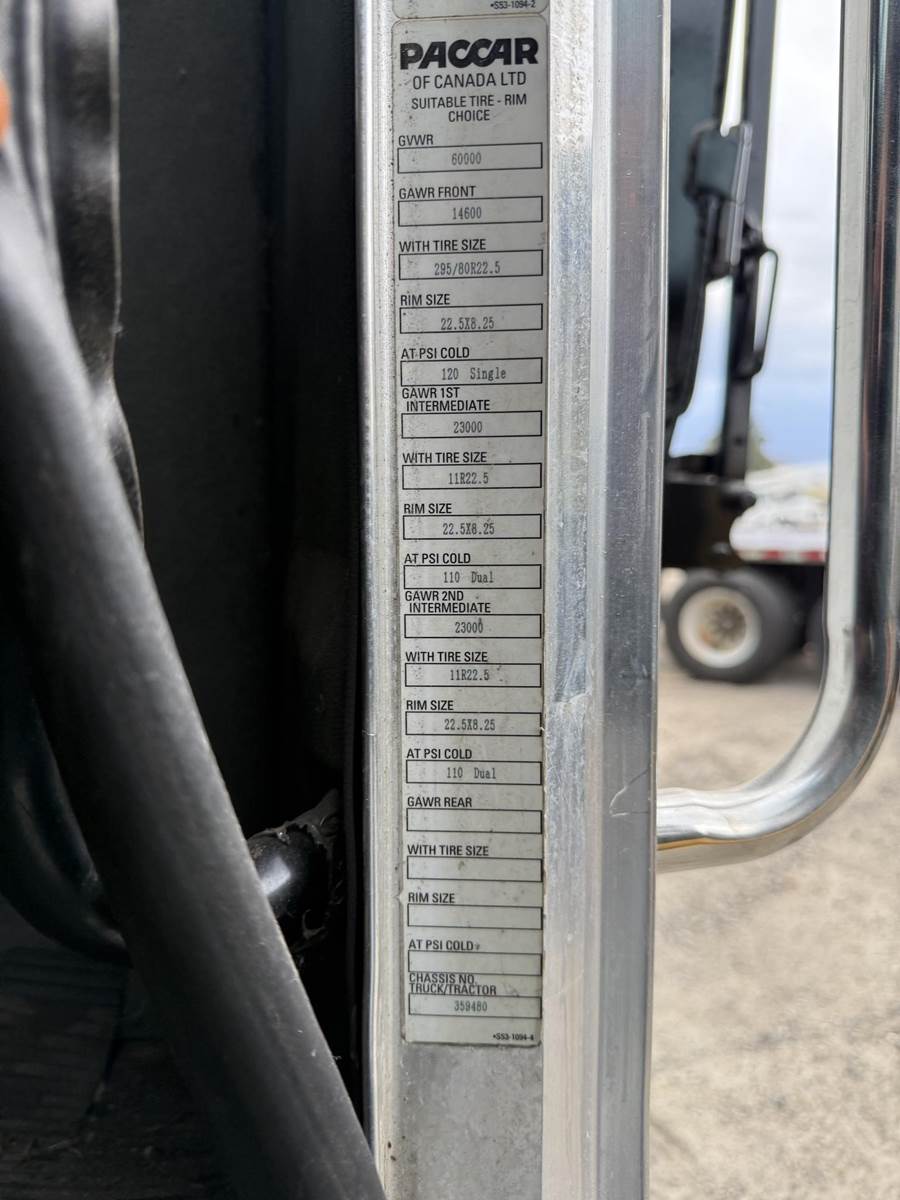 *S53-1094-2
PACCAR
OF CANADA LTD
SUITABLE TIRE - RIM
CHOICE
GVWR
60000
GAWR FRONT
14600
WITH TIRE SIZE
295/80R22.5
RIM SIZE
22.5X8.25
AT PSI COLD
120 Single
GAWR 1ST
INTERMEDIATE
23000
WITH TIRE SIZE
11R22.5
RIM SIZE
22.5X8.25
AT PSI COLD
110 Dual
GAWR 2ND
INTERMEDIATE
23000
WITH TIRE SIZE
11R22.5
RIM SIZE
22.5X8.25
AT PSI COLD
110 Dual
GAWR REAR
WITH TIRE SIZE
RIM SIZE
AT PSI COLD
CHASSIS NO.
TRUCK/TRACTOR
359480
*S53-1094-4